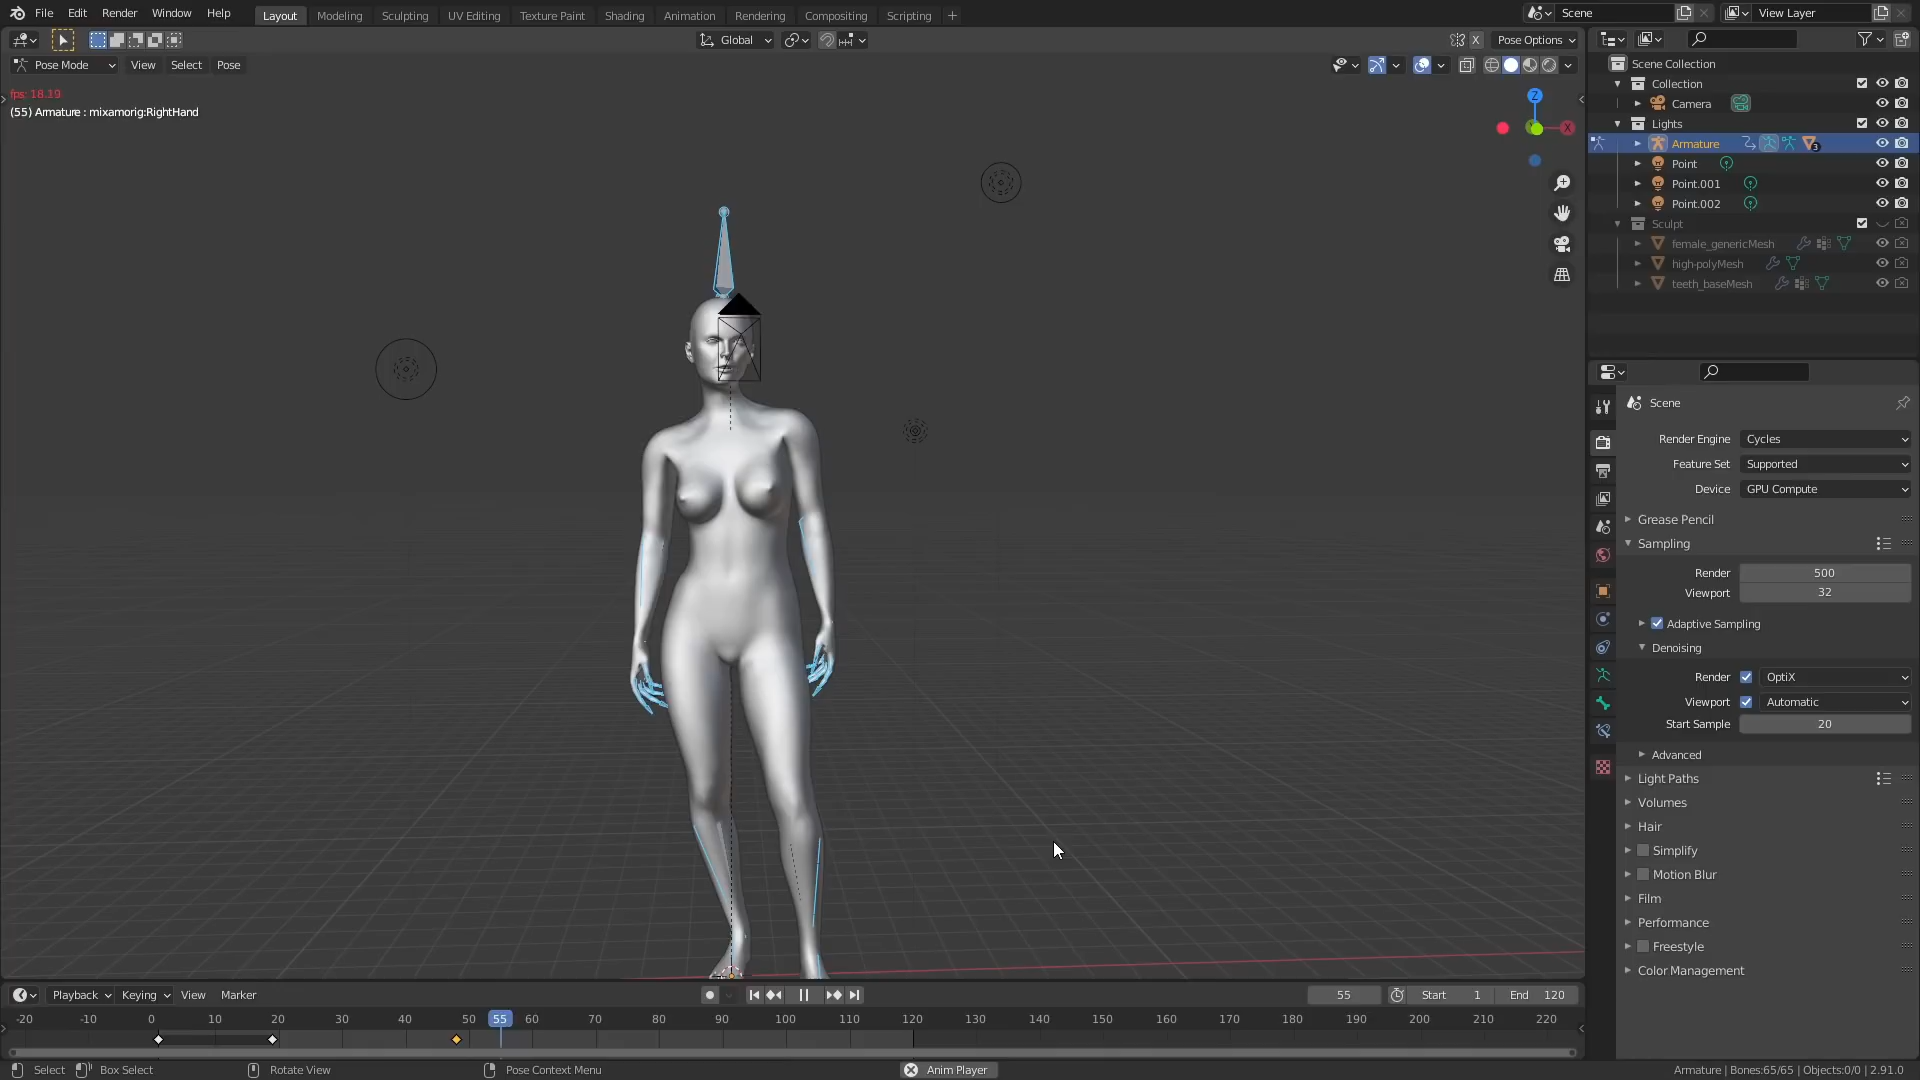 File Edit Render Window Help Layout Modeling Sculpting UV Editing Texture Paint Shading Animation Rendering Compositing Scripting + Scene View Layer
Global X Pose Options
Pose Mode View Select Pose
fps: 18.19
(55) Armature : mixamorig:RightHand
Z
X
Scene Collection
Collection
Camera
Lights
Armature 3
Point
Point.001
Point.002
Sculpt
female_genericMesh
high-polyMesh
teeth_baseMesh
Scene
Render Engine Cycles
Feature Set Supported
Device GPU Compute
Grease Pencil
Sampling
Render 500
Viewport 32
Adaptive Sampling
Denoising
Render OptiX
Viewport Automatic
Start Sample 20
Advanced
Light Paths
Volumes
Hair
Simplify
Motion Blur
Film
Performance
Freestyle
Color Management
Playback Keying View Marker 55 Start 1 End 120
-20 -10 0 10 20 30 40 50 55 60 70 80 90 100 110 120 130 140 150 160 170 180 190 200 210 220
Select Box Select Rotate View Pose Context Menu Anim Player Armature | Bones:65/65 | Objects:0/0 | 2.91.0